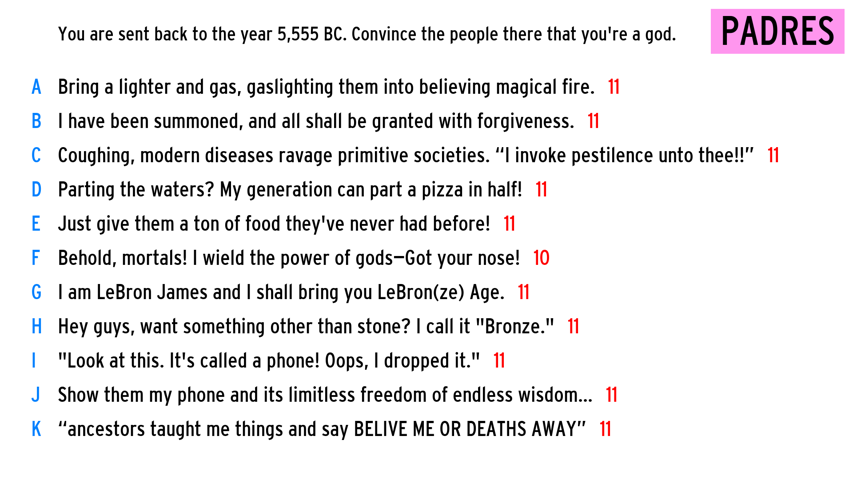 You are sent back to the year 5,555 BC. Convince the people there that you're a god.
PADRES
A Bring a lighter and gas, gaslighting them into believing magical fire. 11
B I have been summoned, and all shall be granted with forgiveness. 11
C Coughing, modern diseases ravage primitive societies. “I invoke pestilence unto thee!!” 11
D Parting the waters? My generation can part a pizza in half! 11
E Just give them a ton of food they've never had before! 11
F Behold, mortals! I wield the power of gods—Got your nose! 10
G I am LeBron James and I shall bring you LeBron(ze) Age. 11
H Hey guys, want something other than stone? I call it "Bronze." 11
I "Look at this. It's called a phone! Oops, I dropped it." 11
J Show them my phone and its limitless freedom of endless wisdom... 11
K “ancestors taught me things and say BELIVE ME OR DEATHS AWAY” 11